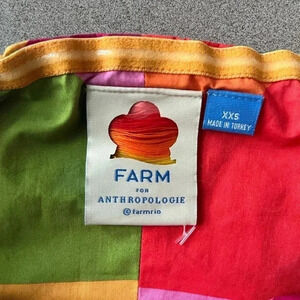 FARM
FOR
ANTHROPOLOGIE
@farmrio
XXS
MADE IN TURKEY